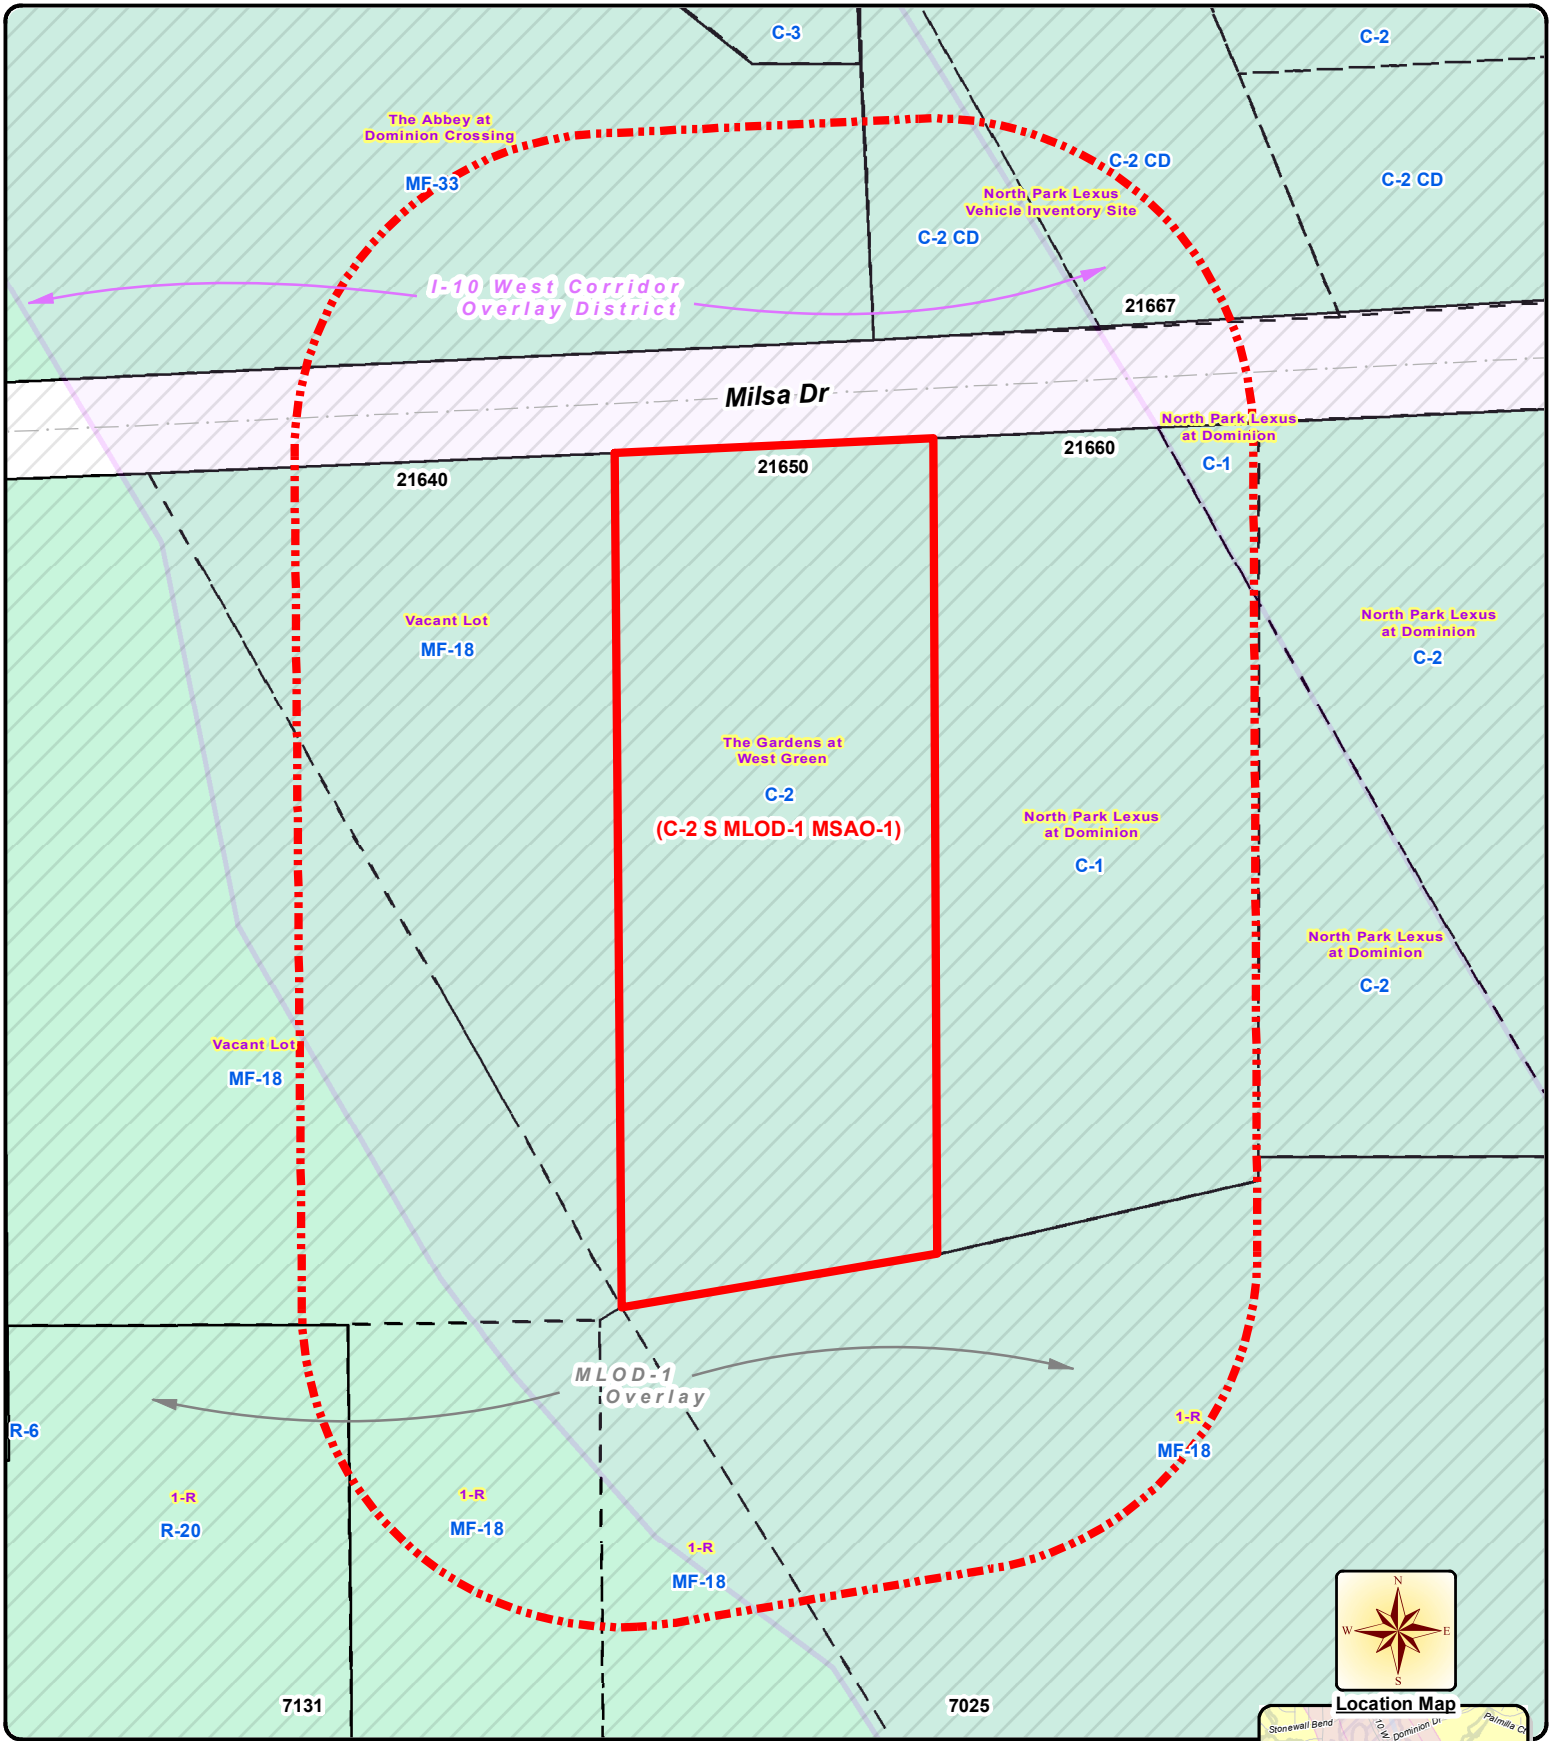 C-3
C-2
The Abbey at
Dominion Crossing
MF-33
C-2 CD
C-2 CD
North Park Lexus
Vehicle Inventory Site
C-2 CD
I-10 West Corridor
Overlay District
21667
Milsa Dr
North Park Lexus
at Dominion
C-1
21660
21650
21640
Vacant Lot
MF-18
North Park Lexus
at Dominion
C-2
The Gardens at
West Green
C-2
(C-2 S MLOD-1 MSAO-1)
North Park Lexus
at Dominion
C-1
North Park Lexus
at Dominion
C-2
Vacant Lot
MF-18
MLOD-1
Overlay
R-6
1-R
MF-18
1-R
R-20
1-R
MF-18
1-R
MF-18
N
W
E
S
7131
7025
Location Map
Stonewall Bend
10 W
Dominion Dr
Palmilla Ct